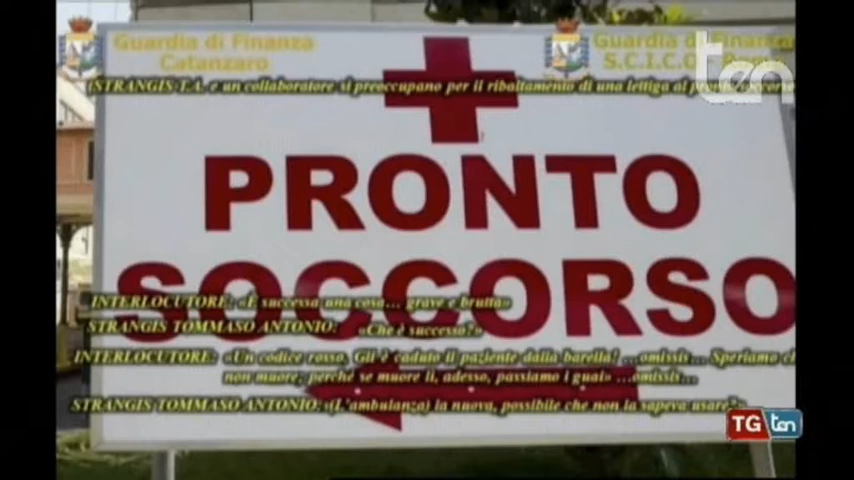 Guardia di Finanza
Catanzaro
Guardia di Finanza
S.C.I.C.O.
ten
(STRANGIS T.A. e un collaboratore si preoccupano per il ribaltamento di una lettiga al pronto soccorso
PRONTO
SOCCORSO
INTERLOCUTORE: «È successa una cosa... grave e brutta»
STRANGIS TOMMASO ANTONIO: «Che è successo?»
INTERLOCUTORE: «Un codice rosso. Gli è caduto il paziente dalla barella! ...omissis... Speriamo
non muore, perché se muore lì, adesso, passiamo i guai» ...omissis...
STRANGIS TOMMASO ANTONIO: «(L'ambulanza) la nuova, possibile che non la sapeva usare»
TG ten